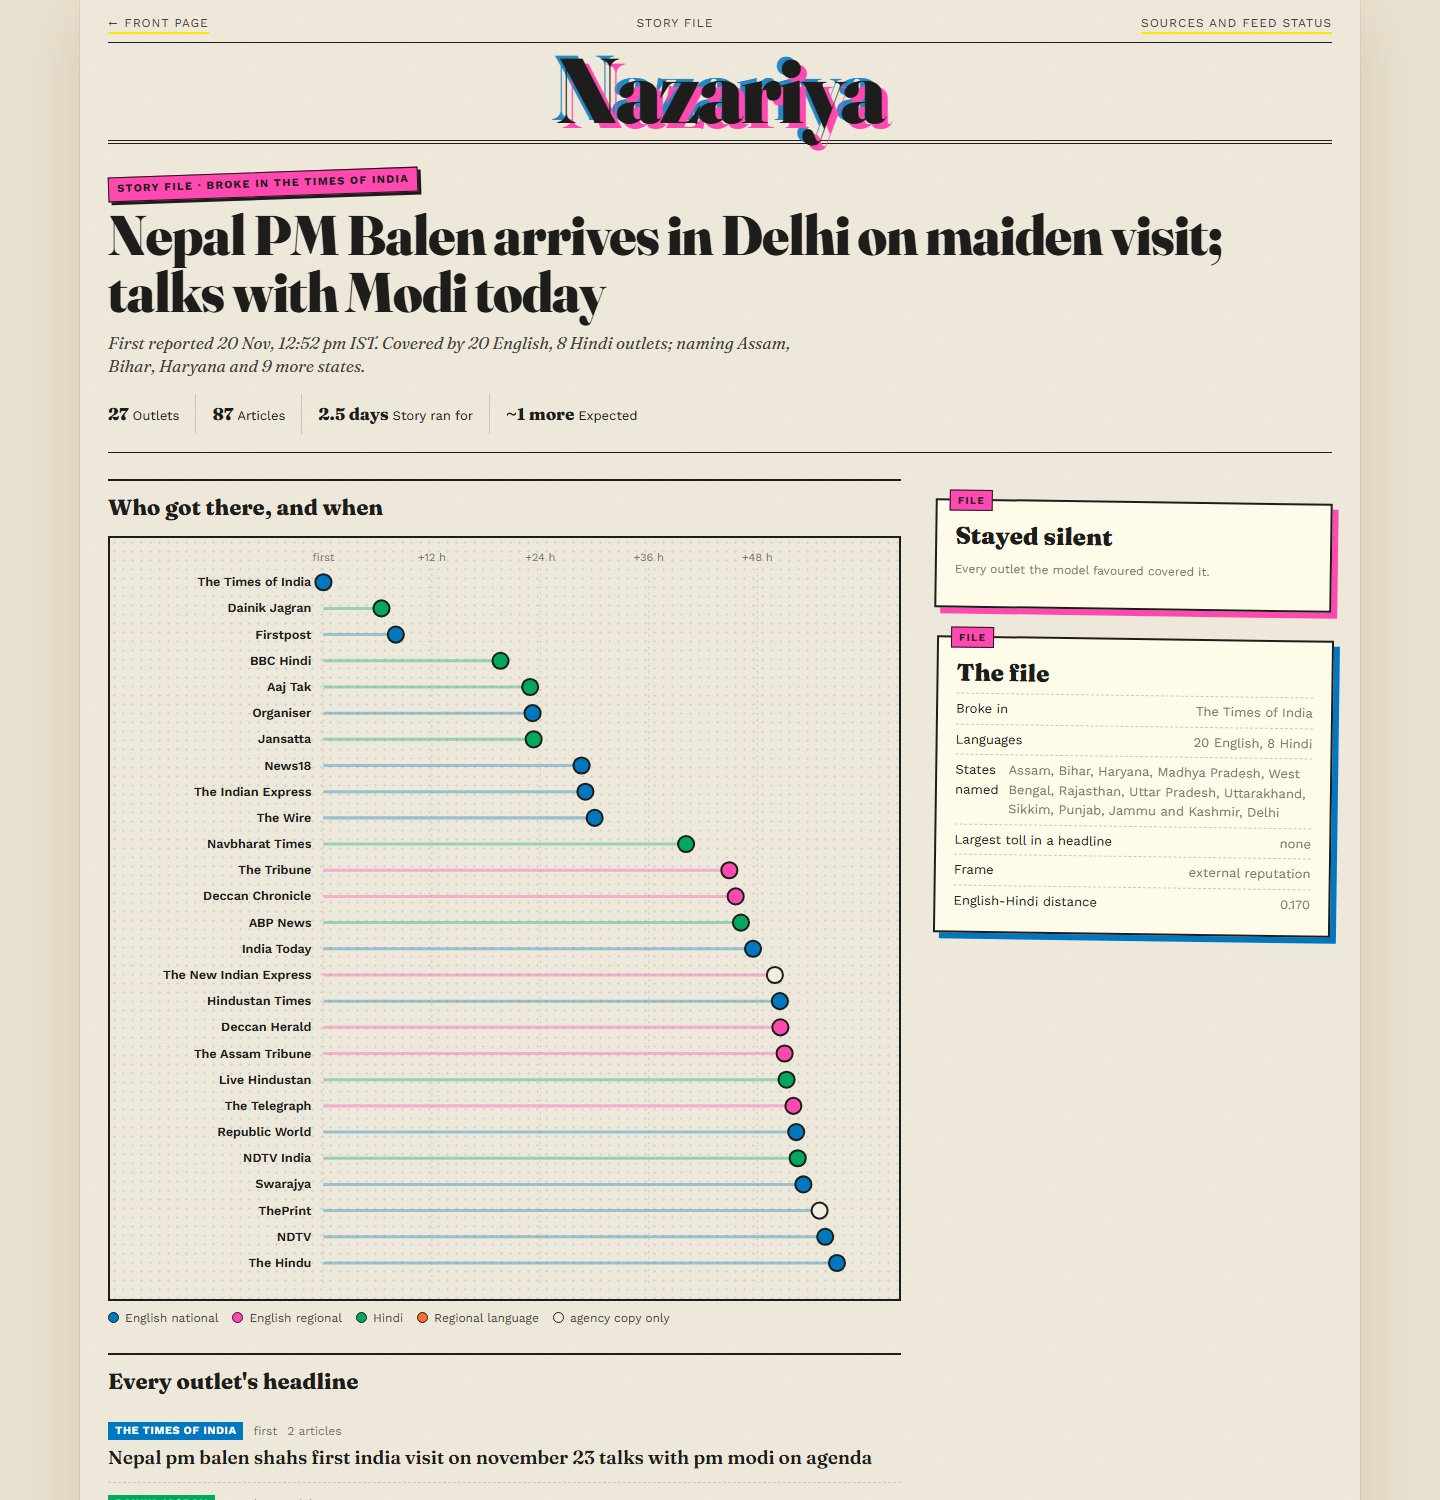 ← FRONT PAGE
STORY FILE
SOURCES AND FEED STATUS
Nazariya
STORY FILE · BROKE IN THE TIMES OF INDIA
Nepal PM Balen arrives in Delhi on maiden visit;
talks with Modi today
First reported 20 Nov, 12:52 pm IST. Covered by 20 English, 8 Hindi outlets; naming Assam,
Bihar, Haryana and 9 more states.
27 Outlets
87 Articles
2.5 days Story ran for
~1 more Expected
Who got there, and when
first +12 h +24 h +36 h +48 h
The Times of India
Dainik Jagran
Firstpost
BBC Hindi
Aaj Tak
Organiser
Jansatta
News18
The Indian Express
The Wire
Navbharat Times
The Tribune
Deccan Chronicle
ABP News
India Today
The New Indian Express
Hindustan Times
Deccan Herald
The Assam Tribune
Live Hindustan
The Telegraph
Republic World
NDTV India
Swarajya
ThePrint
NDTV
The Hindu
English national
English regional
Hindi
Regional language
agency copy only
FILE
Stayed silent
Every outlet the model favoured covered it.
FILE
The file
Broke in The Times of India
Languages 20 English, 8 Hindi
States named Assam, Bihar, Haryana, Madhya Pradesh, West
Bengal, Rajasthan, Uttar Pradesh, Uttarakhand,
Sikkim, Punjab, Jammu and Kashmir, Delhi
Largest toll in a headline none
Frame external reputation
English-Hindi distance 0.170
Every outlet's headline
THE TIMES OF INDIA first 2 articles
Nepal pm balen shahs first india visit on november 23 talks with pm modi on agenda